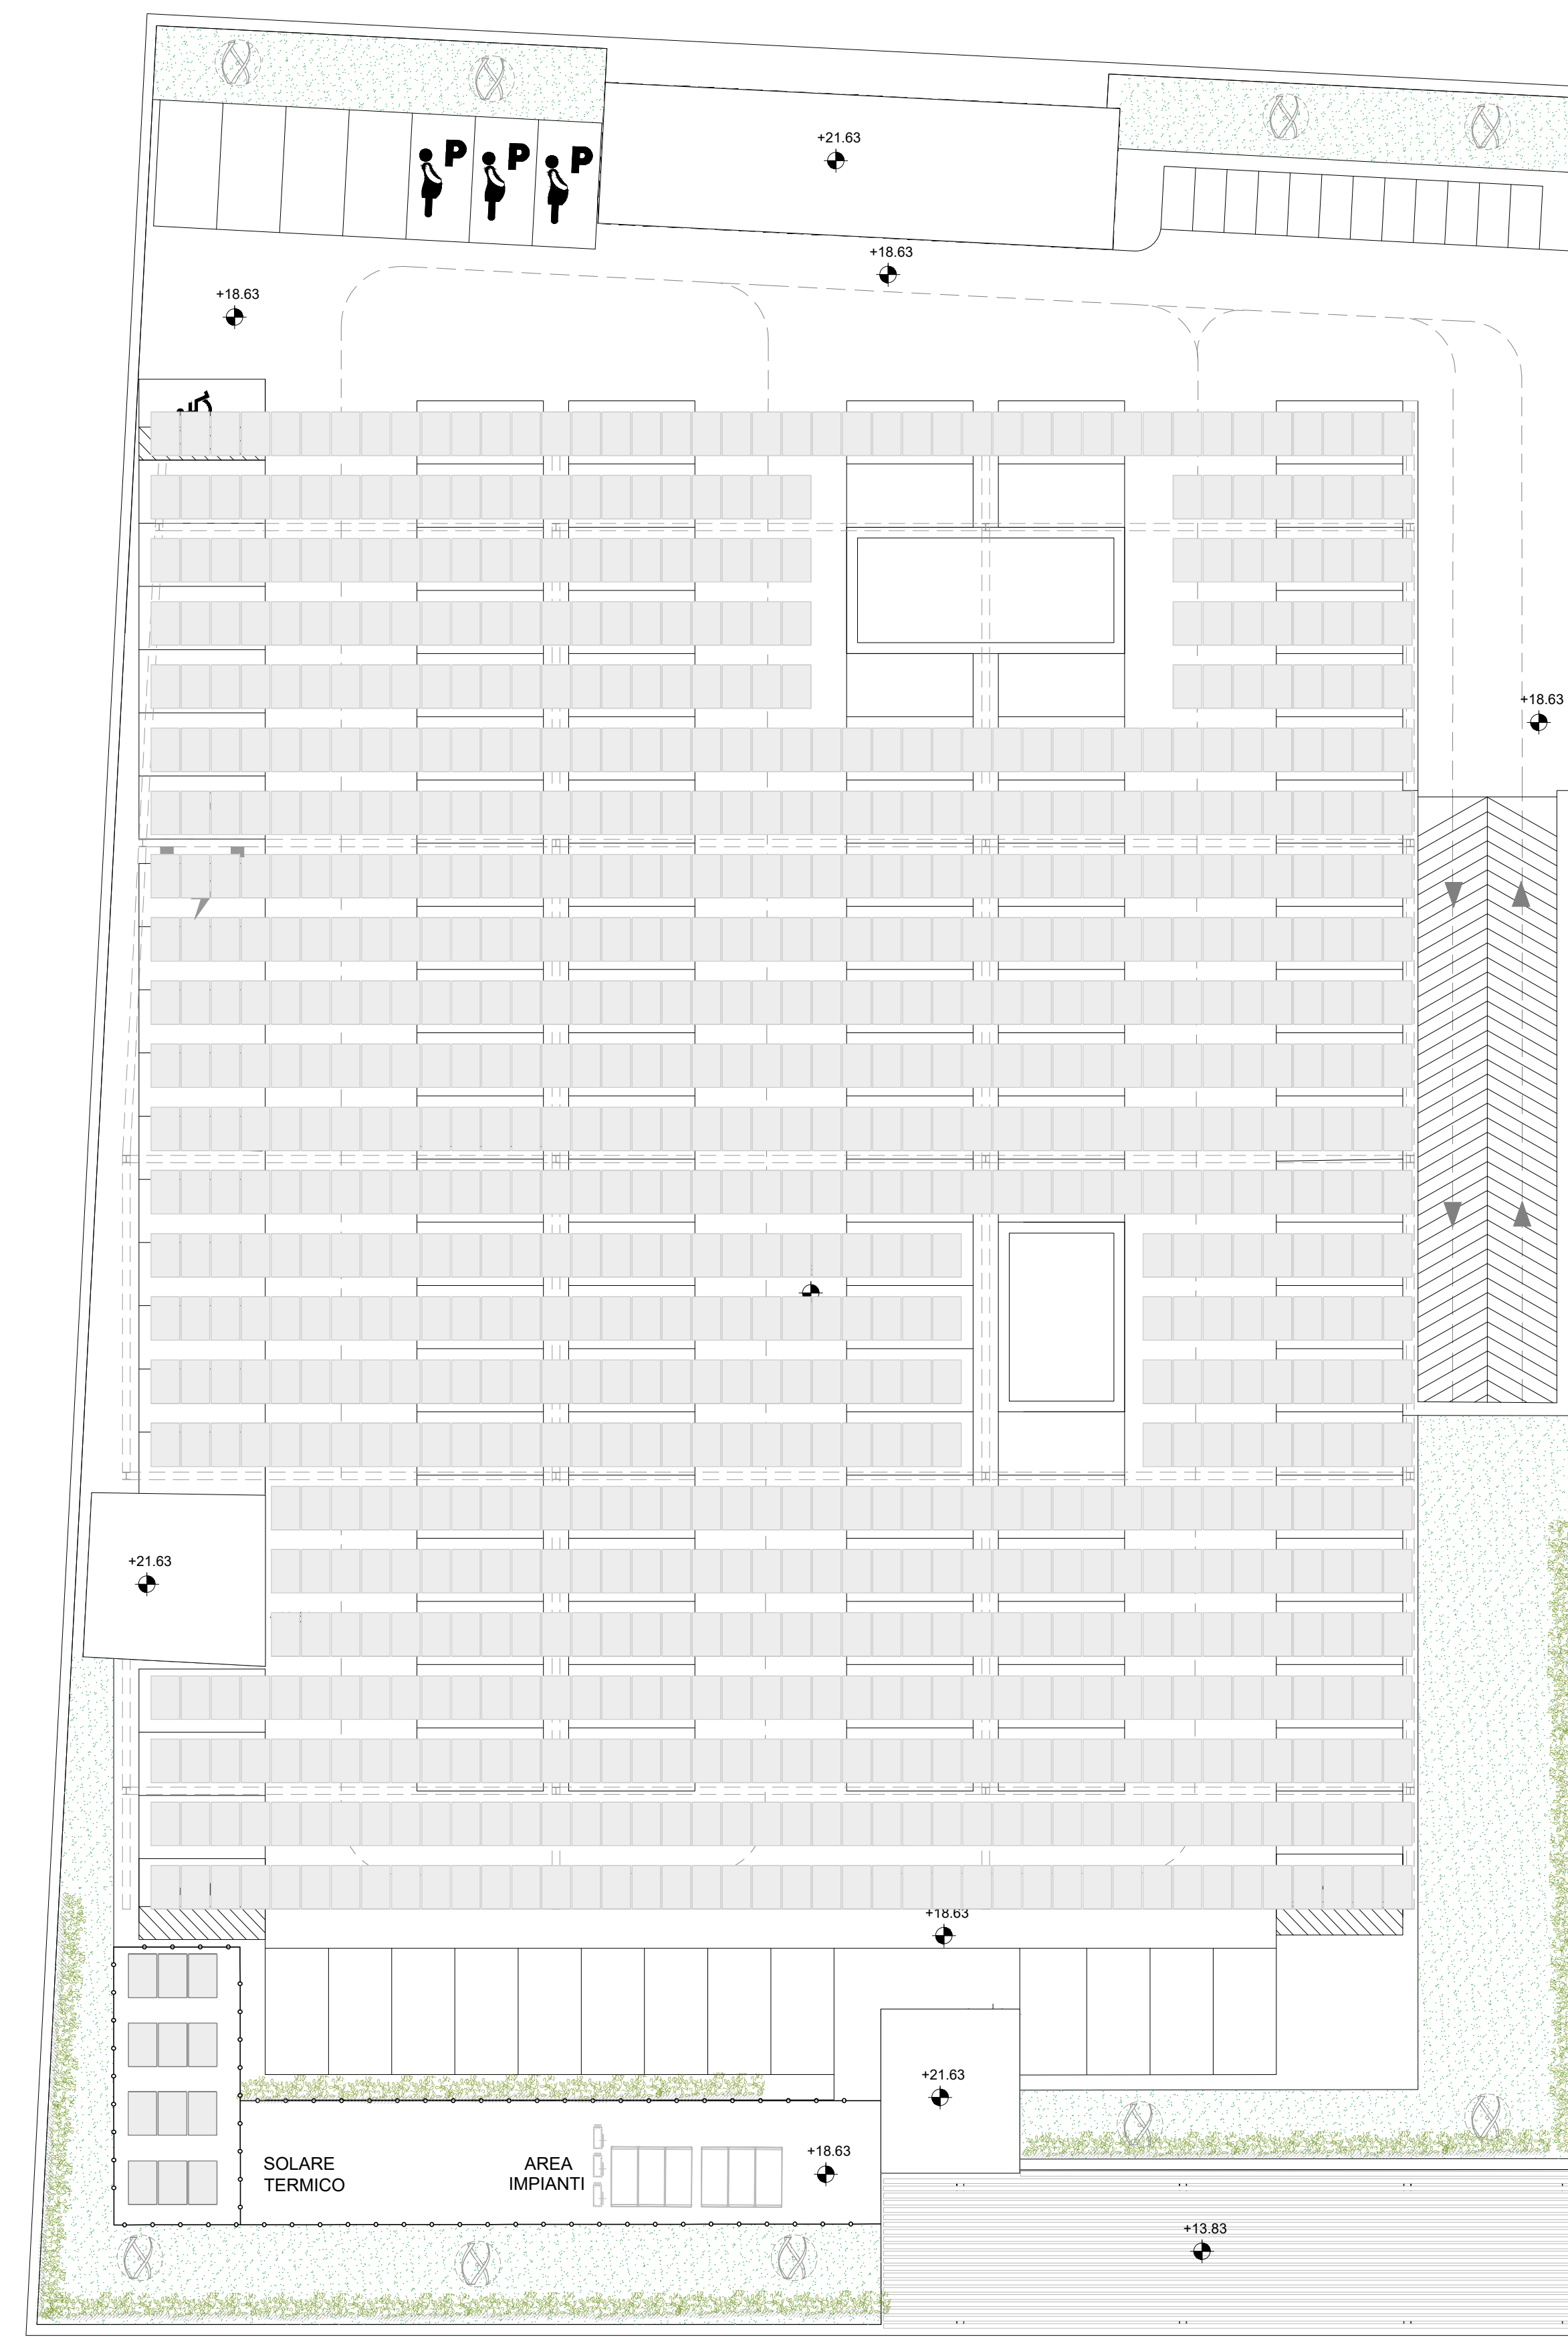 +21.63
P
P
P
+18.63
+18.63
+18.63
+21.63
+18.63
+21.63
+18.63
SOLARE
TERMICO
AREA
IMPIANTI
+13.83